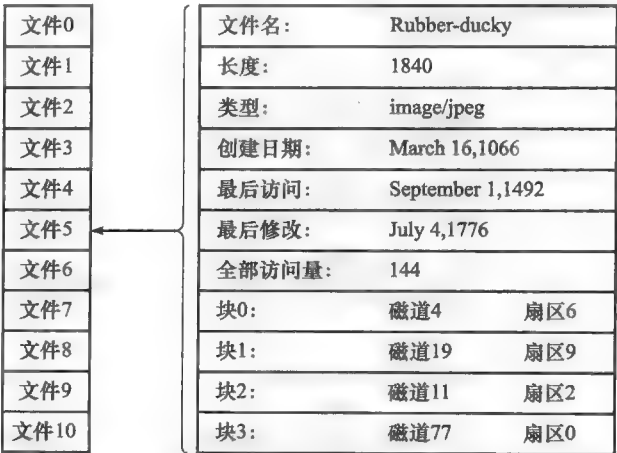 文件0
文件1
文件2
文件3
文件4
文件5
文件6
文件7
文件8
文件9
文件10
文件名： Rubber-ducky
长度： 1840
类型： image/jpeg
创建日期： March 16,1066
最后访问： September 1,1492
最后修改： July 4,1776
全部访问量： 144
块0： 磁道4 扇区6
块1： 磁道19 扇区9
块2： 磁道11 扇区2
块3： 磁道77 扇区0